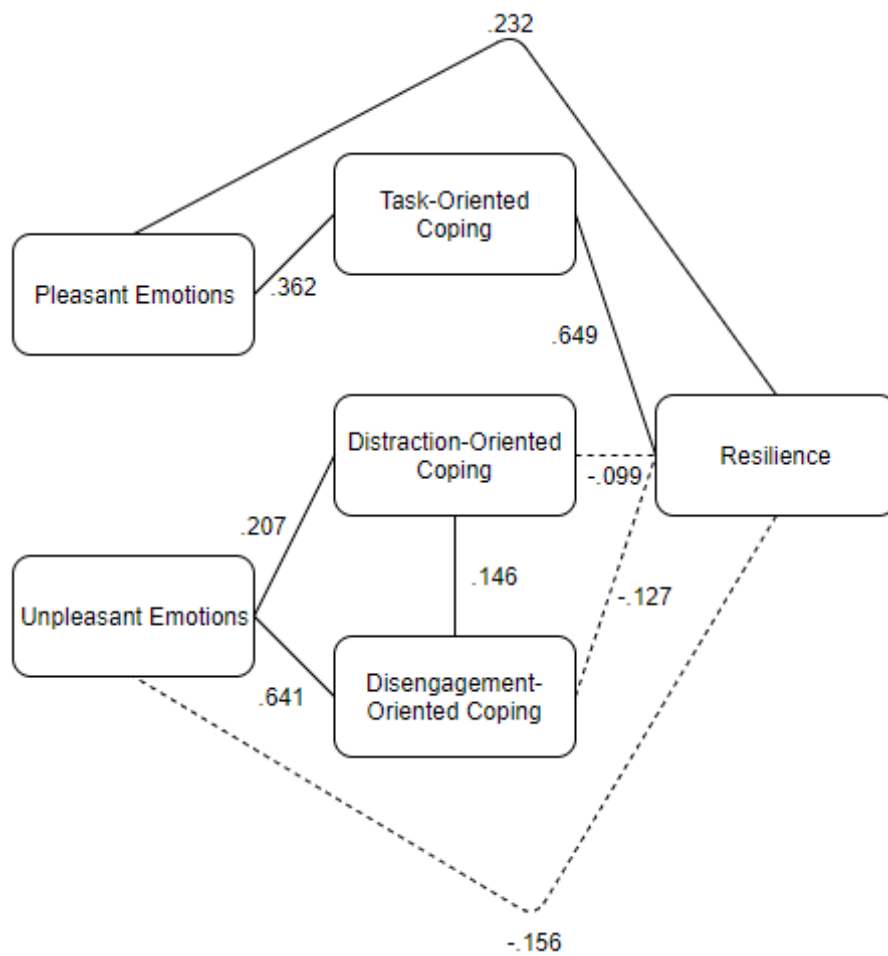 .232
Task-Oriented
Coping
Pleasant Emotions
.362
.649
Distraction-Oriented
Coping
Resilience
-.099
.207
.146
-.127
Unpleasant Emotions
.641
Disengagement-
Oriented Coping
-.156